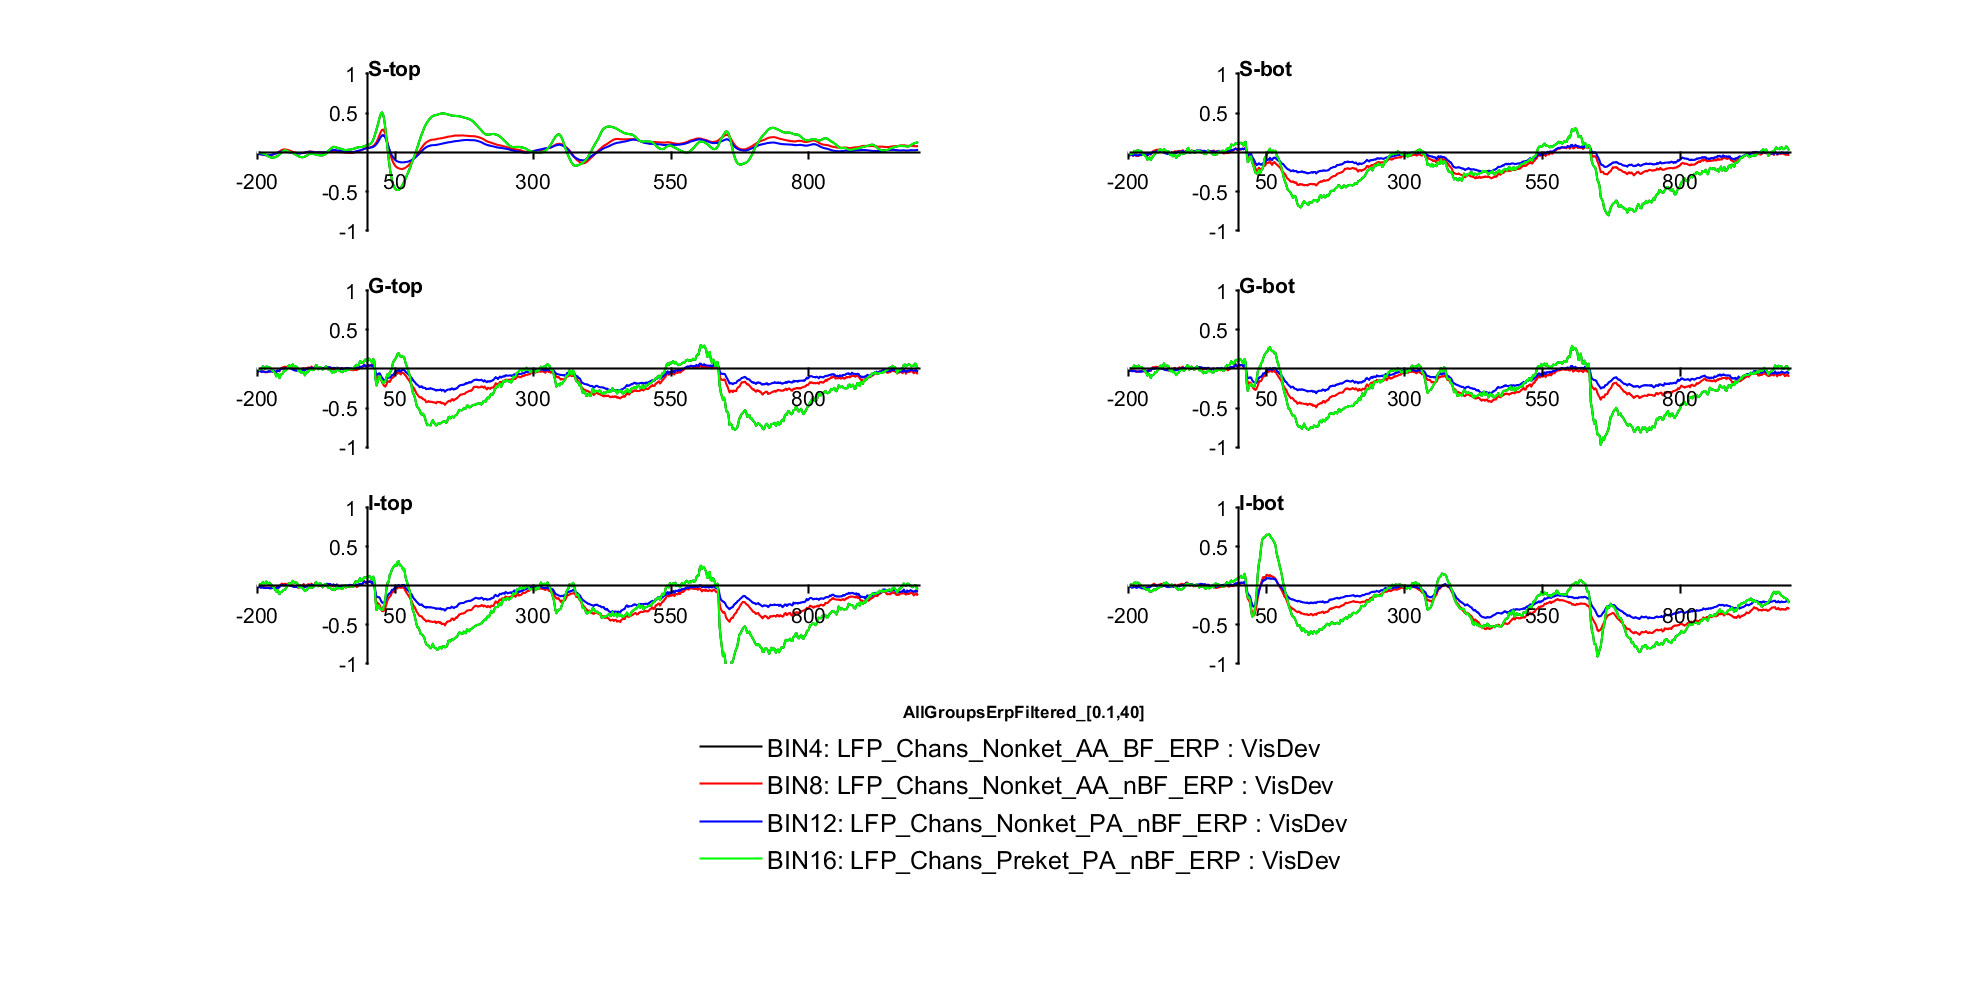 S-top
1
0.5
-0.5
-1
-200 50 300 550 800
S-bot
1
0.5
-0.5
-1
-200 50 300 550 800
G-top
1
0.5
-0.5
-1
-200 50 300 550 800
G-bot
1
0.5
-0.5
-1
-200 50 300 550 800
I-top
1
0.5
-0.5
-1
-200 50 300 550 800
I-bot
1
0.5
-0.5
-1
-200 50 300 550 800
AllGroupsErpFiltered_[0.1,40]
BIN4: LFP_Chans_Nonket_AA_BF_ERP : VisDev
BIN8: LFP_Chans_Nonket_AA_nBF_ERP : VisDev
BIN12: LFP_Chans_Nonket_PA_nBF_ERP : VisDev
BIN16: LFP_Chans_Preket_PA_nBF_ERP : VisDev